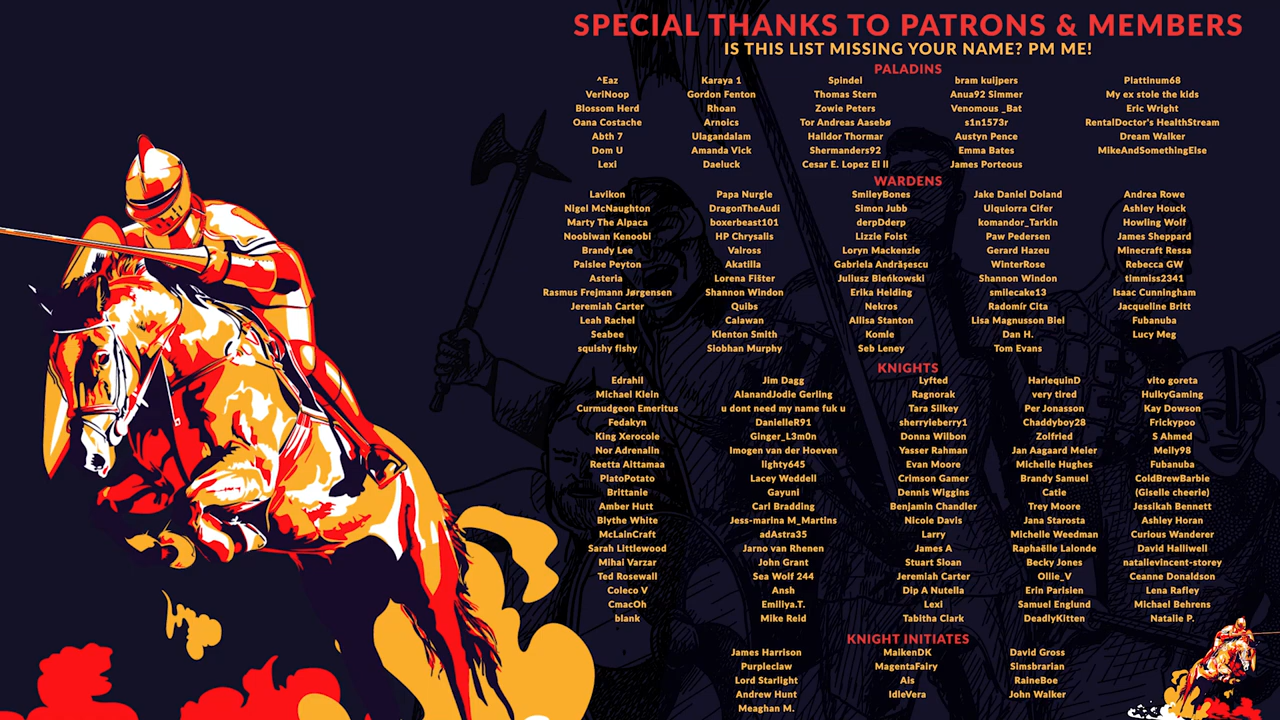 SPECIAL THANKS TO PATRONS & MEMBERS
IS THIS LIST MISSING YOUR NAME? PM ME!
PALADINS
^Eaz Karaya 1 Spindel bram kuijpers Plattinum68
VeriNoop Gordon Fenton Thomas Stern Anua92 Simmer My ex stole the kids
Blossom Herd Rhoan Zowie Peters Venomous _Bat Eric Wright
Oana Costache Arnoics Tor Andreas Aasebø s1n1573r RentalDoctor's HealthStream
Abth 7 Ulagandalam Halldor Thormar Austyn Pence Dream Walker
Dom U Amanda Vick Shermanders92 Emma Bates MikeAndSomethingElse
Lexi Daeluck Cesar E. Lopez El II James Porteous
WARDENS
Lavikon Papa Nurgle SmileyBones Jake Daniel Doland Andrea Rowe
Nigel McNaughton DragonTheAudi Simon Jubb Ulquiorra Cifer Ashley Houck
Marty The Alpaca boxerbeast101 derpDderp komandor_Tarkin Howling Wolf
Noobiwan Kenoobi HP Chrysalis Lizzie Foist Paw Pedersen James Sheppard
Brandy Lee Valross Loryn Mackenzie Gerard Hazeu Minecraft Ressa
Paislee Peyton Akatilla Gabriela Andrășescu WinterRose Rebecca GW
Asteria Lorena Fišter Juliusz Bleńkowski Shannon Windon timmiss2341
Rasmus Frejmann Jørgensen Shannon Windon Erika Helding smilecake13 Isaac Cunningham
Jeremiah Carter Quibs Nekros Radomír Cita Jacqueline Britt
Leah Rachel Calawan Allisa Stanton Lisa Magnusson Biel Fubanuba
Seabee Klenton Smith Komle Dan H. Lucy Meg
squishy fishy Siobhan Murphy Seb Leney Tom Evans
KNIGHTS
Edrahil Jim Dagg Lyfted HarlequinD vito goreta
Michael Klein AlanandJodie Gerling Ragnorak very tired HulkyGaming
Curmudgeon Emeritus u dont need my name fuk u Tara Silkey Per Jonasson Kay Dowson
Fedakyn DanielleR91 sherryleberry1 Chaddyboy28 Frickypoo
King Xerocole Ginger_L3m0n Donna Wilbon Zolfried S Ahmed
Nor Adrenalin Imogen van der Hoeven Yasser Rahman Jan Aagaard Meier Meily98
Reetta Alttamaa lighty645 Evan Moore Michelle Hughes Fubanuba
PlatoPotato Lacey Weddell Crimson Gamer Brandy Samuel ColdBrewBarbie
Brittanie Gayuni Dennis Wiggins Catie (Giselle cheerie)
Amber Hutt Carl Bradding Benjamin Chandler Trey Moore Jessikah Bennett
Blythe White Jess-marina M_Martins Nicole Davis Jana Starosta Ashley Horan
McLainCraft adAstra35 Larry Michelle Weedman Curious Wanderer
Sarah Littlewood Jarno van Rhenen James A Raphaëlle Lalonde David Halliwell
Mihai Varzar John Grant Stuart Sloan Becky Jones natalievincent-storey
Ted Rosewall Sea Wolf 244 Jeremiah Carter Ollie_V Ceanne Donaldson
Coleco V Ansh Dip A Nutella Erin Parisien Lena Rafley
CmacOh Emiliya.T. Lexi Samuel Englund Michael Behrens
blank Mike Reid Tabitha Clark DeadlyKitten Natalie P.
KNIGHT INITIATES
James Harrison MaikenDK David Gross
Purpleclaw MagentaFairy Simsbrarian
Lord Starlight Ais RaineBoe
Andrew Hunt IdleVera John Walker
Meaghan M.